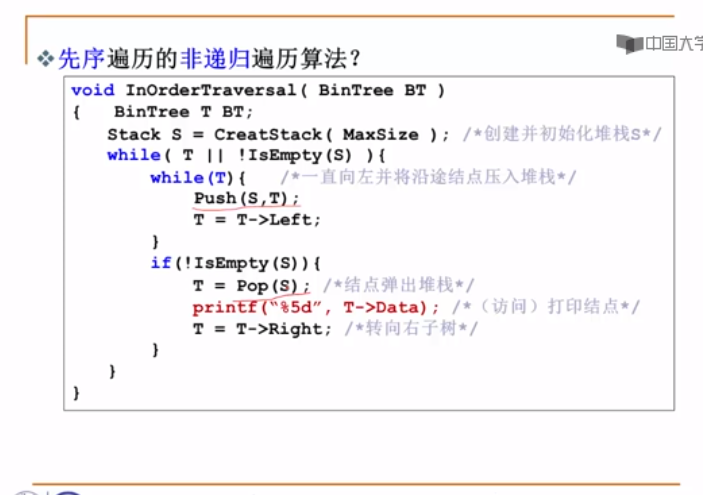 中国大学
❖先序遍历的非递归遍历算法？
void InOrderTraversal( BinTree BT )
{ BinTree T BT;
Stack S = CreatStack( MaxSize ); /*创建并初始化堆栈S*/
while( T || !IsEmpty(S) ){
while(T){ /*一直向左并将沿途结点压入堆栈*/
Push(S,T);
T = T->Left;
}
if(!IsEmpty(S)){
T = Pop(S); /*结点弹出堆栈*/
printf(“%5d”, T->Data); /*（访问）打印结点*/
T = T->Right; /*转向右子树*/
}
}
}